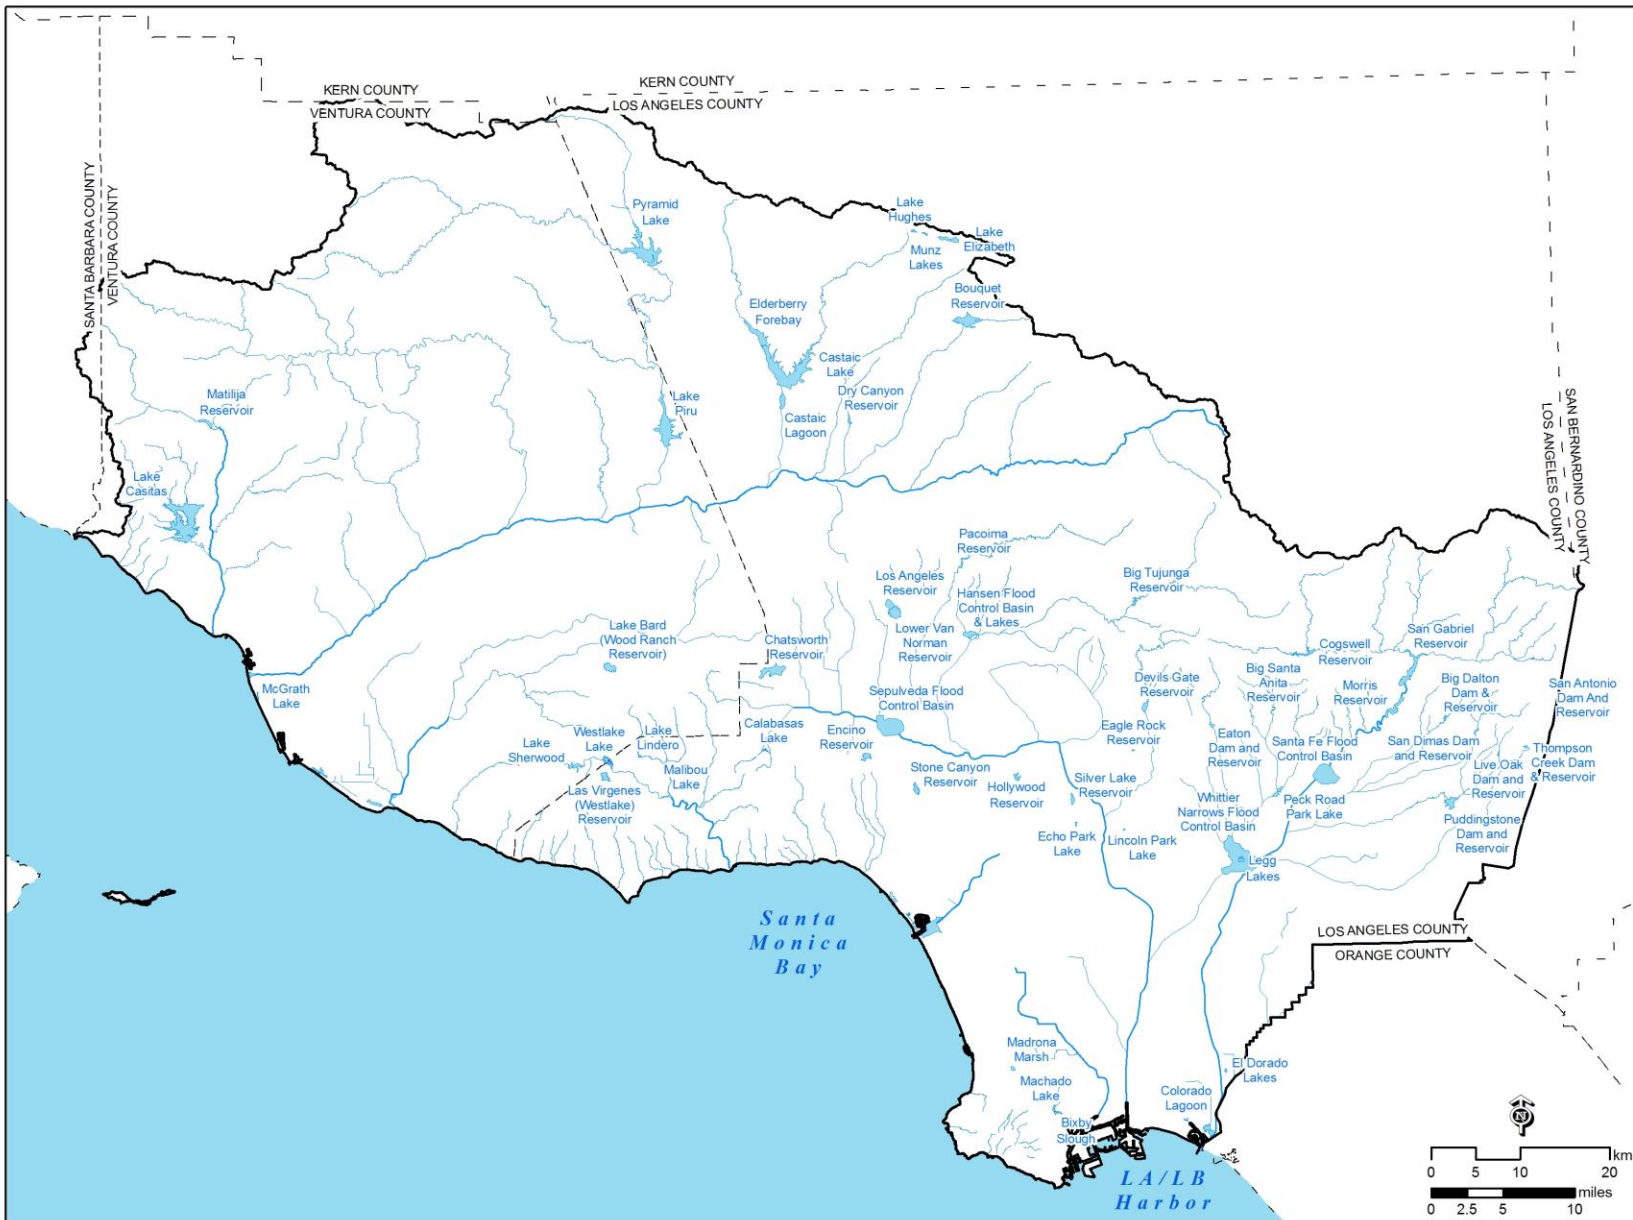 KERN COUNTY
VENTURA COUNTY
KERN COUNTY
LOS ANGELES COUNTY
SANTA BARBARA COUNTY
VENTURA COUNTY
Pyramid
Lake
Lake
Hughes
Lake
Elizabeth
Munz
Lakes
Bouquet
Reservoir
Elderberry
Forebay
Castaic
Lake
Dry Canyon
Reservoir
Castaic
Lagoon
Lake
Piru
Matilija
Reservoir
Lake
Casitas
SAN BERNARDINO COUNTY
LOS ANGELES COUNTY
Pacoima
Reservoir
Los Angeles
Reservoir
Hansen Flood
Control Basin
& Lakes
Big Tujunga
Reservoir
Lower Van
Norman
Reservoir
Lake Bard
(Wood Ranch
Reservoir)
Chatsworth
Reservoir
San Gabriel
Reservoir
Cogswell
Reservoir
McGrath
Lake
Sepulveda Flood
Control Basin
Devils Gate
Reservoir
Big Santa
Anita
Reservoir
Morris
Reservoir
Big Dalton
Dam &
Reservoir
San Antonio
Dam And
Reservoir
Lake
Sherwood
Westlake
Lake
Lake
Lindero
Calabasas
Lake
Encino
Reservoir
Eagle Rock
Reservoir
Eaton
Dam and
Reservoir
Santa Fe Flood
Control Basin
San Dimas Dam
and Reservoir
Thompson
Creek Dam
& Reservoir
Live Oak
Dam and
Reservoir
Malibou
Lake
Las Virgenes
(Westlake)
Reservoir
Stone Canyon
Reservoir
Hollywood
Reservoir
Silver Lake
Reservoir
Whittier
Narrows Flood
Control Basin
Peck Road
Park Lake
Puddingstone
Dam and
Reservoir
Echo Park
Lake
Lincoln Park
Lake
Legg
Lakes
Santa
Monica
Bay
LOS ANGELES COUNTY
ORANGE COUNTY
Madrona
Marsh
Machado
Lake
Bixby
Slough
Colorado
Lagoon
El Dorado
Lakes
LA/LB
Harbor
N
km
0 5 10 20
miles
0 2.5 5 10